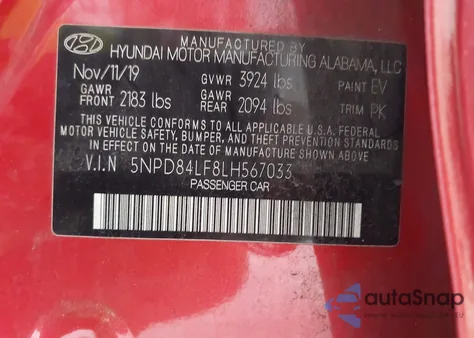 MANUFACTURED BY
HYUNDAI MOTOR MANUFACTURING ALABAMA, LLC
Nov/11/19 GVWR 3924 lbs PAINT EV
GAWR FRONT 2183 lbs GAWR REAR 2094 lbs TRIM PK
THIS VEHICLE CONFORMS TO ALL APPLICABLE U.S.A. FEDERAL
MOTOR VEHICLE SAFETY, BUMPER, AND THEFT PREVENTION STANDARDS
IN EFFECT ON THE DATE OF MANUFACTURE SHOWN ABOVE.
V.I.N 5NPD84LF8LH567033
PASSENGER CAR
autaSnap